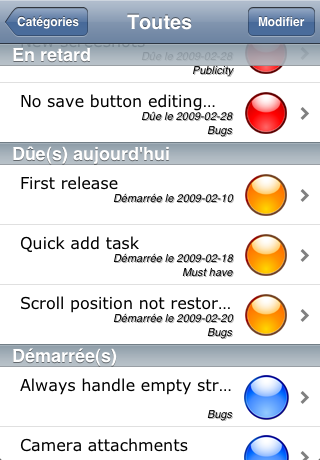 Catégories
Toutes
Modifier
New screenshots
En retard
Dûe le 2009-02-28
Publicity
No save button editing…
Dûe le 2009-02-28
Bugs
Dûe(s) aujourd'hui
First release
Démarrée le 2009-02-10
Quick add task
Démarrée le 2009-02-18
Must have
Scroll position not restor…
Démarrée le 2009-02-20
Bugs
Démarrée(s)
Always handle empty str…
Bugs
Camera attachments